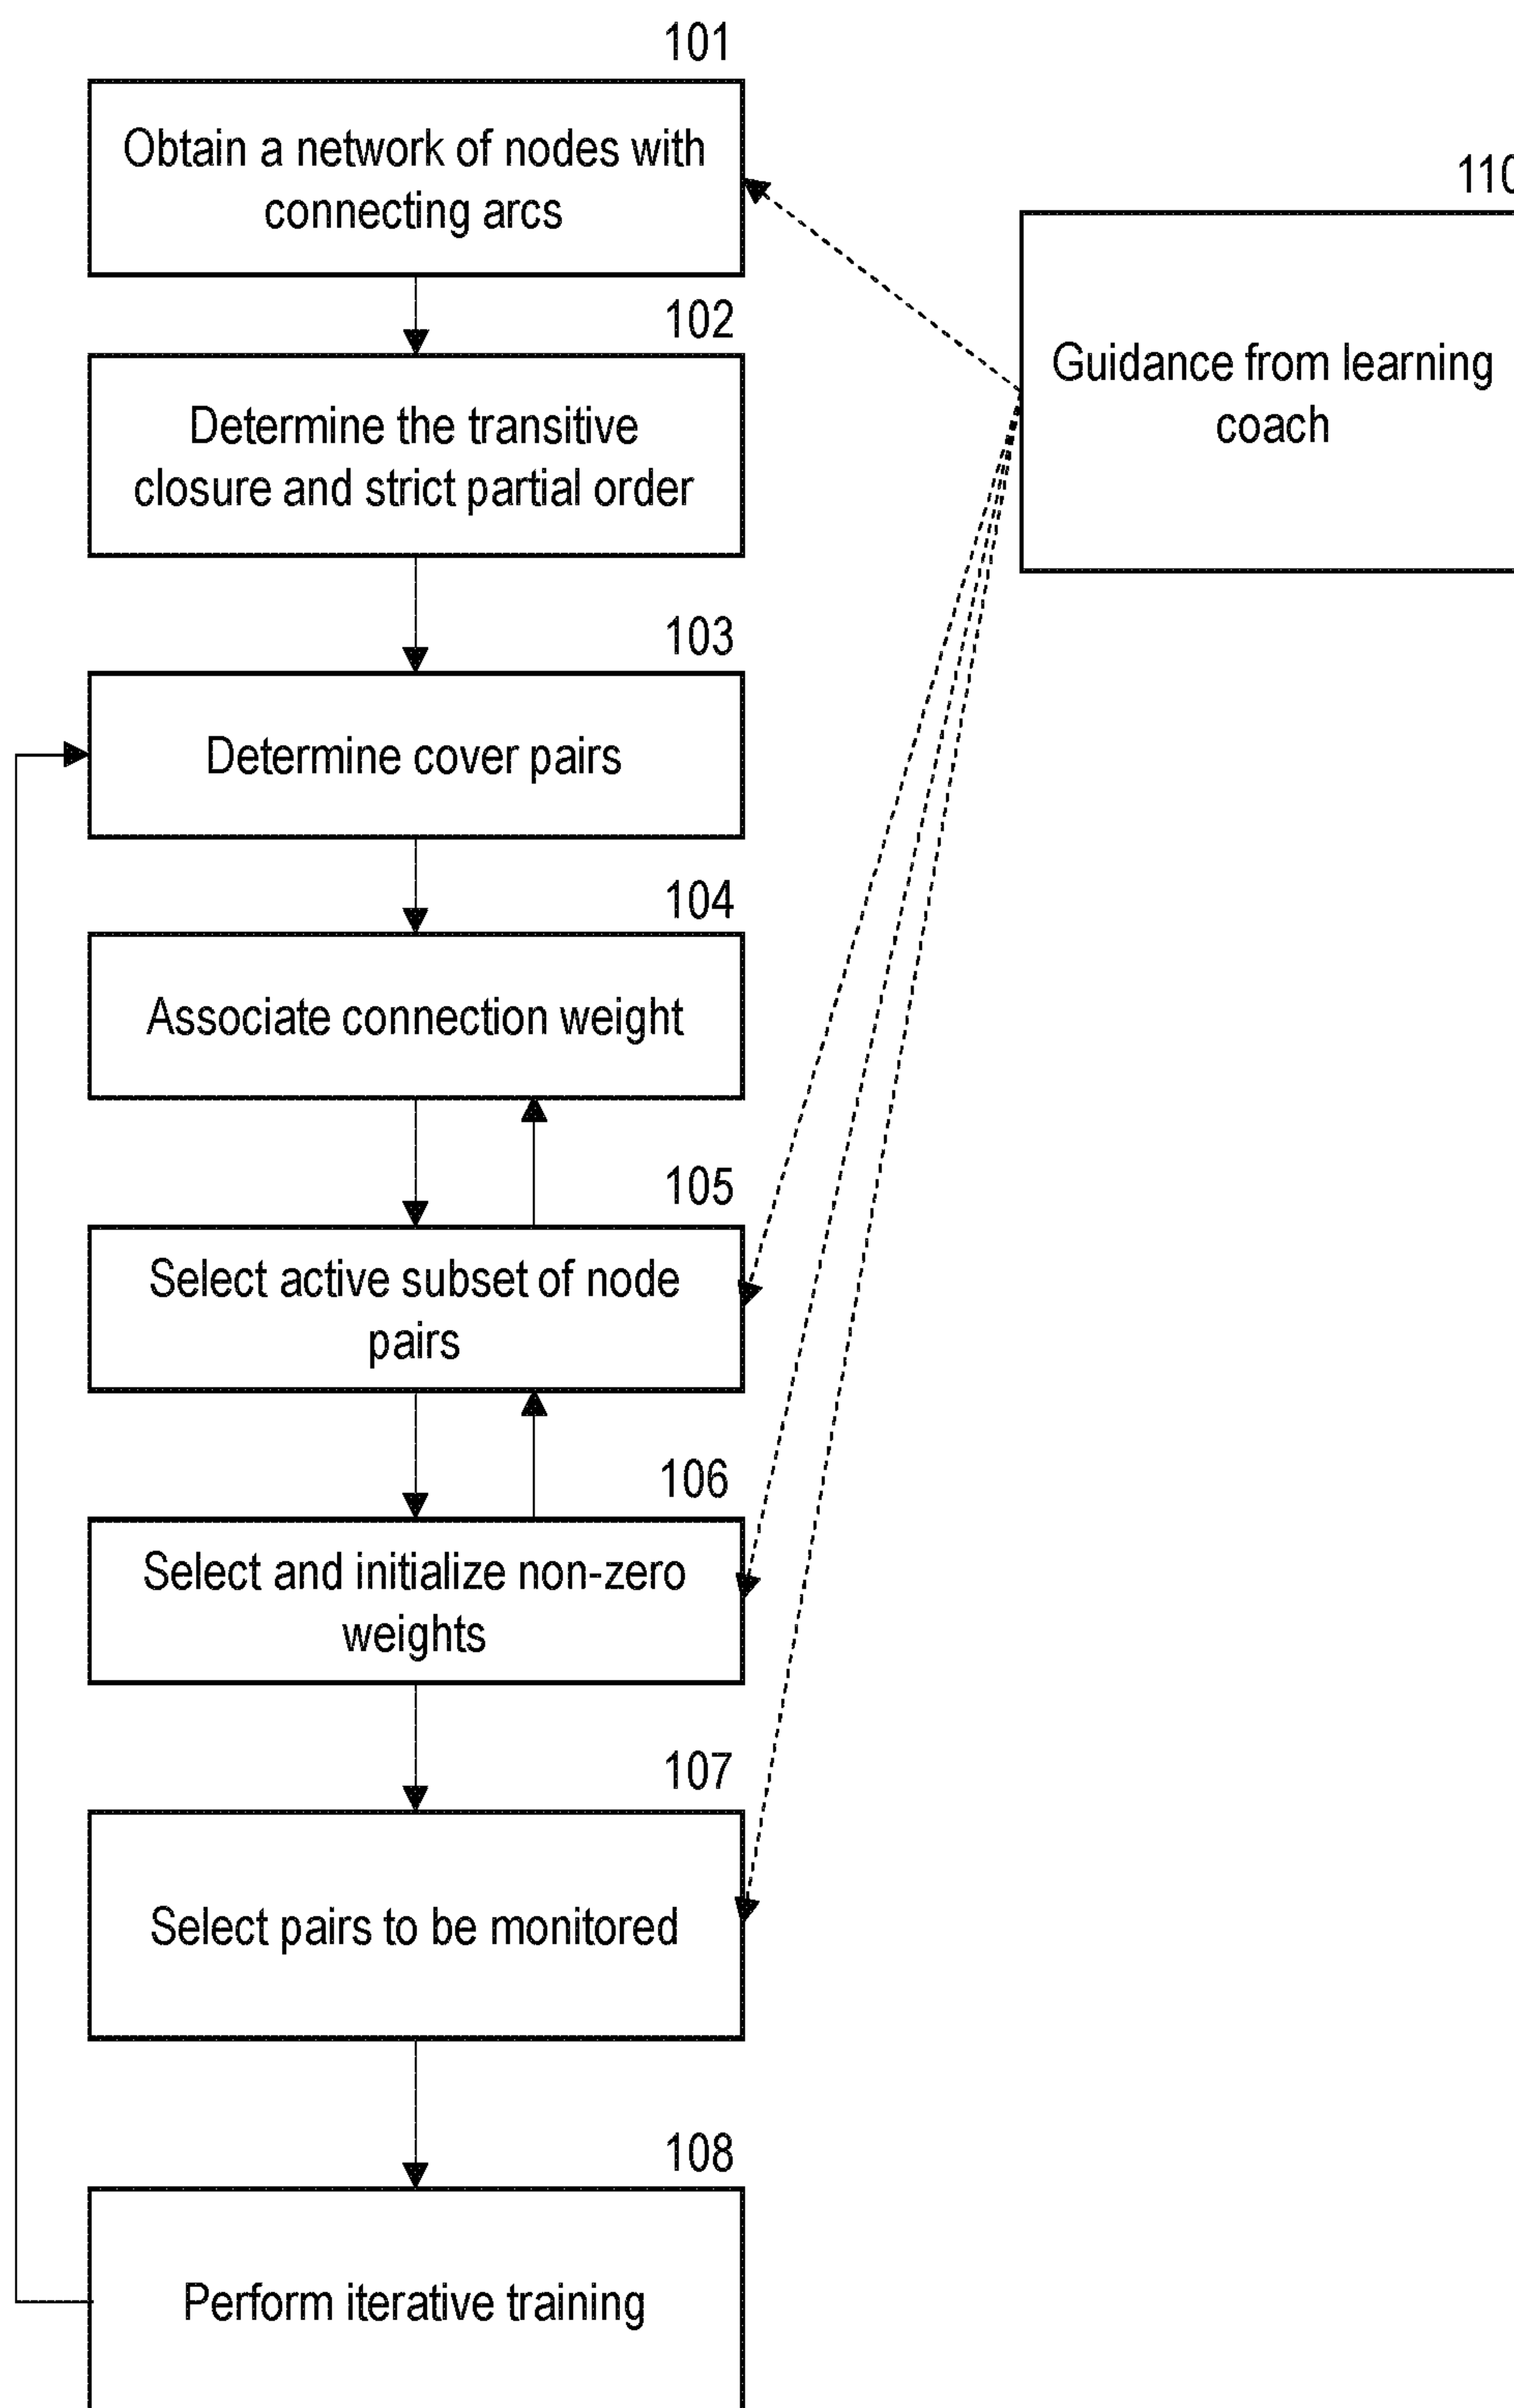 101
Obtain a network of nodes with
connecting arcs
110
Guidance from learning
coach
102
Determine the transitive
closure and strict partial order
103
Determine cover pairs
104
Associate connection weight
105
Select active subset of node
pairs
106
Select and initialize non-zero
weights
107
Select pairs to be monitored
108
Perform iterative training